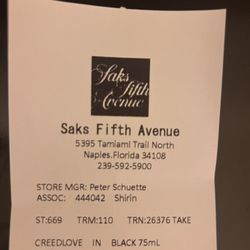 Saks
fifth
Avenue
Saks Fifth Avenue
5395 Tamiami Trail North
Naples.Florida 34108
239-592-5900
STORE MGR: Peter Schuette
ASSOC: 444042 Shirin
ST:669 TRM:110 TRN:26376 TAKE
CREEDLOVE IN BLACK 75mL